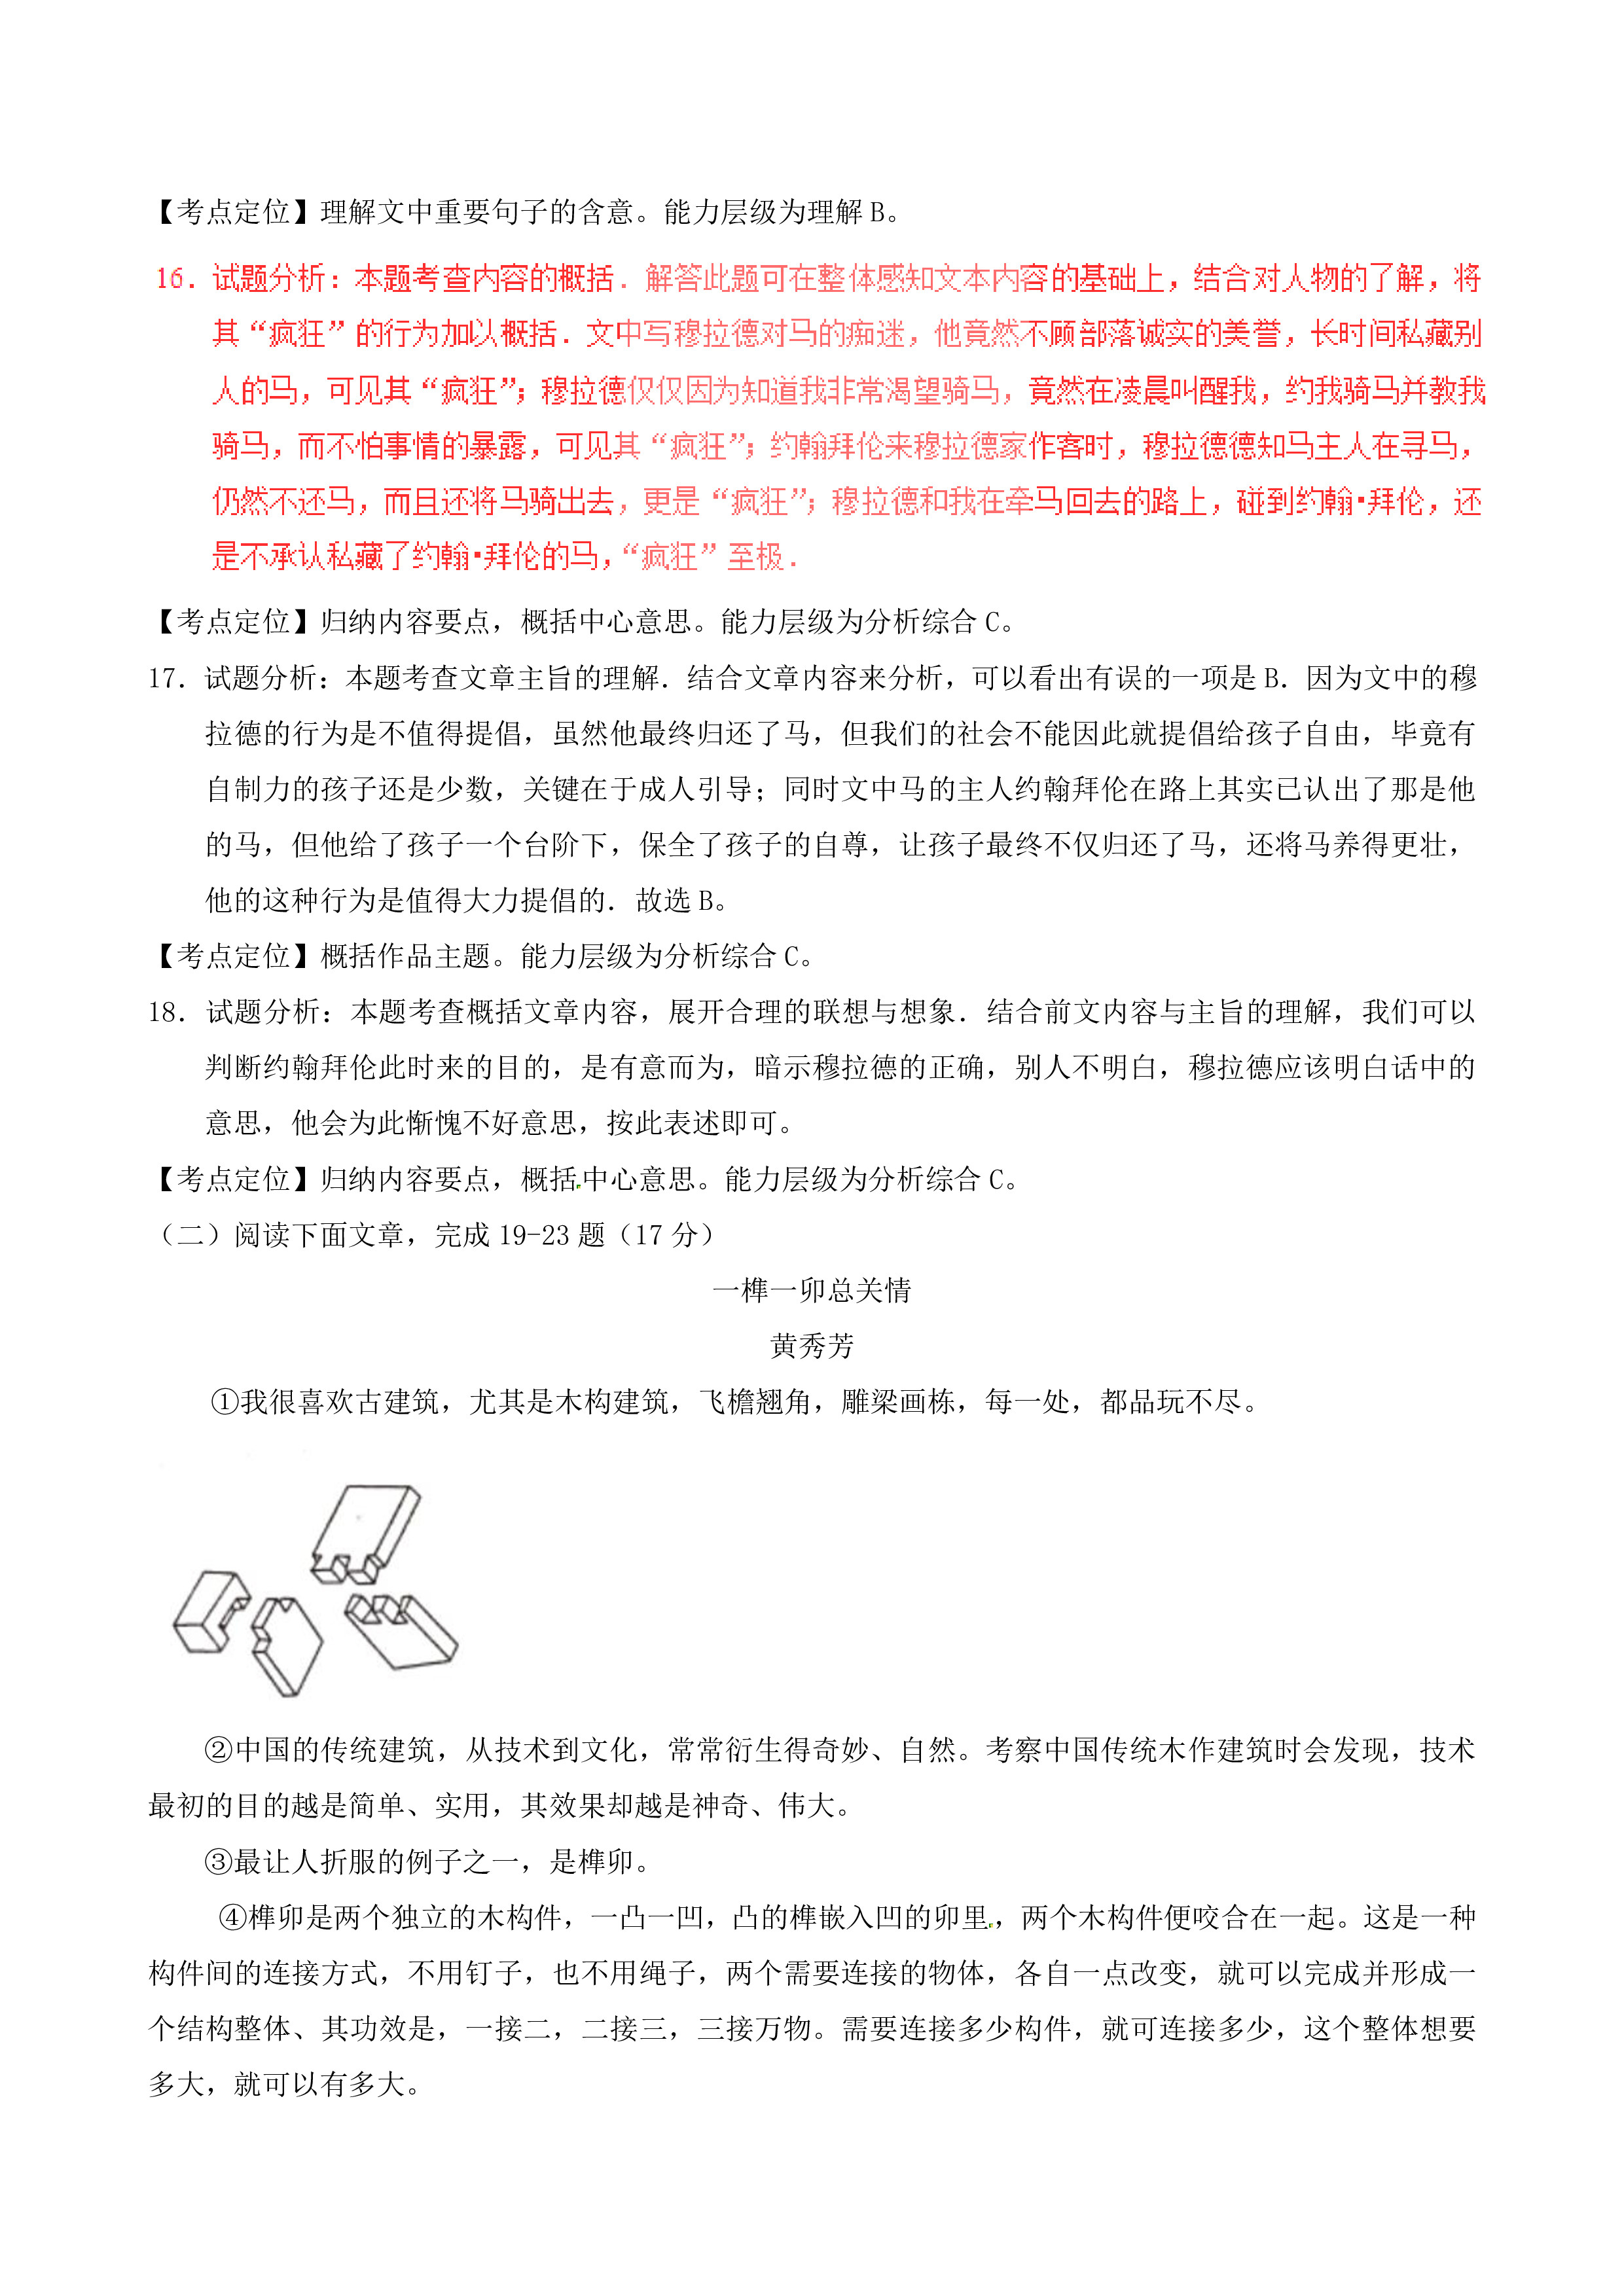 【考点定位】理解文中重要句子的含意。能力层级为理解 B。
16．试题分析：本题考查内容的概括．解答此题可在整体感知文本内容的基础上，结合对人物的了解，将
其“疯狂”的行为加以概括．文中写穆拉德对马的痴迷，他竟然不顾部落诚实的美誉，长时间私藏别
人的马，可见其“疯狂”；穆拉德仅仅因为知道我非常渴望骑马，竟然在凌晨叫醒我，约我骑马并教我
骑马，而不怕事情的暴露，可见其“疯狂”；约翰拜伦来穆拉德家作客时，穆拉德德知马主人在寻马，
仍然不还马，而且还将马骑出去，更是“疯狂”；穆拉德和我在牵马回去的路上，碰到约翰•拜伦，还
是不承认私藏了约翰•拜伦的马，“疯狂”至极．
【考点定位】归纳内容要点，概括中心意思。能力层级为分析综合 C。
17．试题分析：本题考查文章主旨的理解．结合文章内容来分析，可以看出有误的一项是 B．因为文中的穆
拉德的行为是不值得提倡，虽然他最终归还了马，但我们的社会不能因此就提倡给孩子自由，毕竟有
自制力的孩子还是少数，关键在于成人引导；同时文中马的主人约翰拜伦在路上其实已认出了那是他
的马，但他给了孩子一个台阶下，保全了孩子的自尊，让孩子最终不仅归还了马，还将马养得更壮，
他的这种行为是值得大力提倡的．故选 B。
【考点定位】概括作品主题。能力层级为分析综合 C。
18．试题分析：本题考查概括文章内容，展开合理的联想与想象．结合前文内容与主旨的理解，我们可以
判断约翰拜伦此时来的目的，是有意而为，暗示穆拉德的正确，别人不明白，穆拉德应该明白话中的
意思，他会为此惭愧不好意思，按此表述即可。
【考点定位】归纳内容要点，概括中心意思。能力层级为分析综合 C。
（二）阅读下面文章，完成 19-23 题（17 分）
一榫一卯总关情
黄秀芳
①我很喜欢古建筑，尤其是木构建筑，飞檐翘角，雕梁画栋，每一处，都品玩不尽。
②中国的传统建筑，从技术到文化，常常衍生得奇妙、自然。考察中国传统木作建筑时会发现，技术
最初的目的越是简单、实用，其效果却越是神奇、伟大。
③最让人折服的例子之一，是榫卯。
④榫卯是两个独立的木构件，一凸一凹，凸的榫嵌入凹的卯里，两个木构件便咬合在一起。这是一种
构件间的连接方式，不用钉子，也不用绳子，两个需要连接的物体，各自一点改变，就可以完成并形成一
个结构整体、其功效是，一接二，二接三，三接万物。需要连接多少构件，就可连接多少，这个整体想要
多大，就可以有多大。